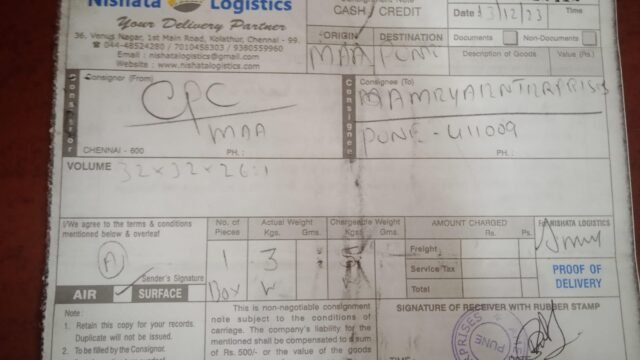 Nishata Logistics
Your Delivery Partner
36, Venus Nagar, 1st Main Road, Kolathur, Chennai - 99.
☎ 044-48524280 / 7010456303 / 9380559960
Email : nishatalogistics@gmail.com
Website : www.nishatalogistics.com
CASH / CREDIT
Date 13/12/23 Time
ORIGIN DESTINATION Documents Non-Documents
MAA PUNE Description of Goods Value (Rs.)
Consignor
Consignor (From)
CPC
MAA
CHENNAI - 600 PH. :
Consignee
Consignee (To)
PUNE - 411009
PH. :
VOLUME 32 x 32 x 26 : 1
I/We agree to the terms & conditions
mentioned below & overleaf
Sender's Signature
No. of Pieces Actual Weight Kgs. Gms. Chargeable Weight Kgs. Gms.
1 3
Box
AMOUNT CHARGED
Rs. Ps.
Freight
Service Tax
Total
For NISHATA LOGISTICS
PROOF OF
DELIVERY
AIR ✓ SURFACE
Note :
1. Retain this copy for your records.
Duplicate will not be issued.
2. To be filled by the Consignor.
This is non-negotiable consignment
note subject to the conditions of
carriage. The company's liability for the
mentioned shall be compensated to a sum
of Rs. 500/- or the value of the goods
SIGNATURE OF RECEIVER WITH RUBBER STAMP
PUNE